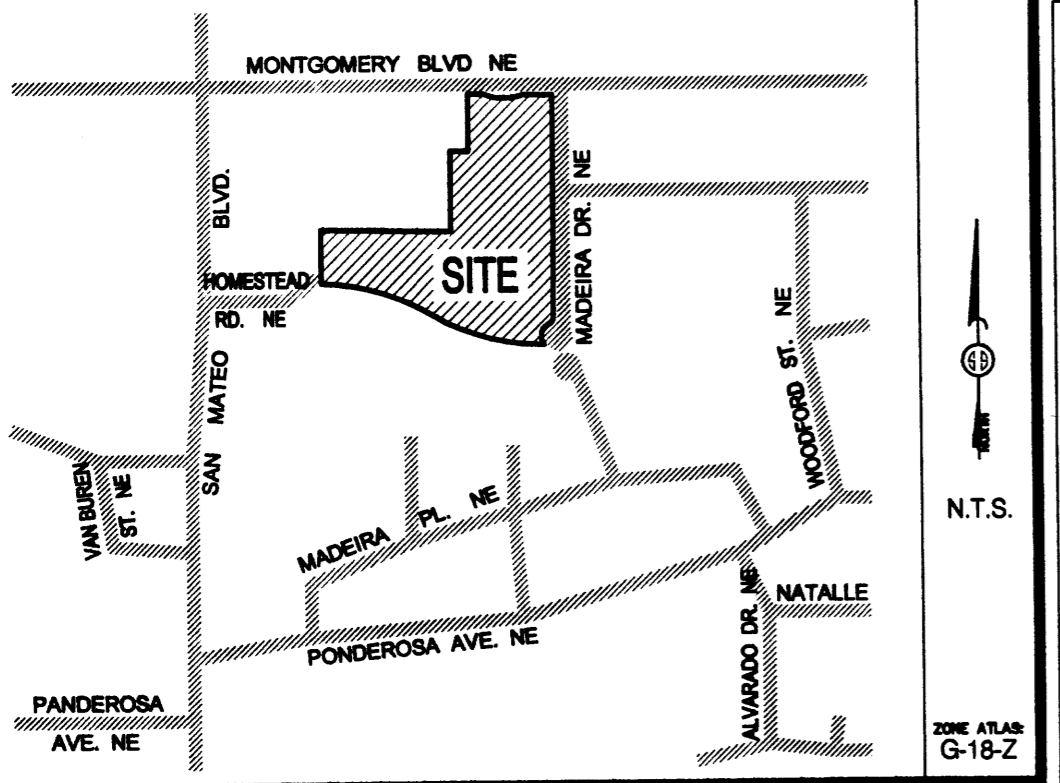 MONTGOMERY BLVD NE
BLVD.
MADEIRA DR. NE
SITE
HOMESTEAD
RD. NE
SAN MATEO
WOODFORD ST. NE
VAN BUREN
ST. NE
MADEIRA PL. NE
PONDEROSA AVE. NE
ALVARADO DR. NE
NATALLE
PANDEROSA
AVE. NE
NORTH
N.T.S.
ZONE ATLAS:
G-18-Z